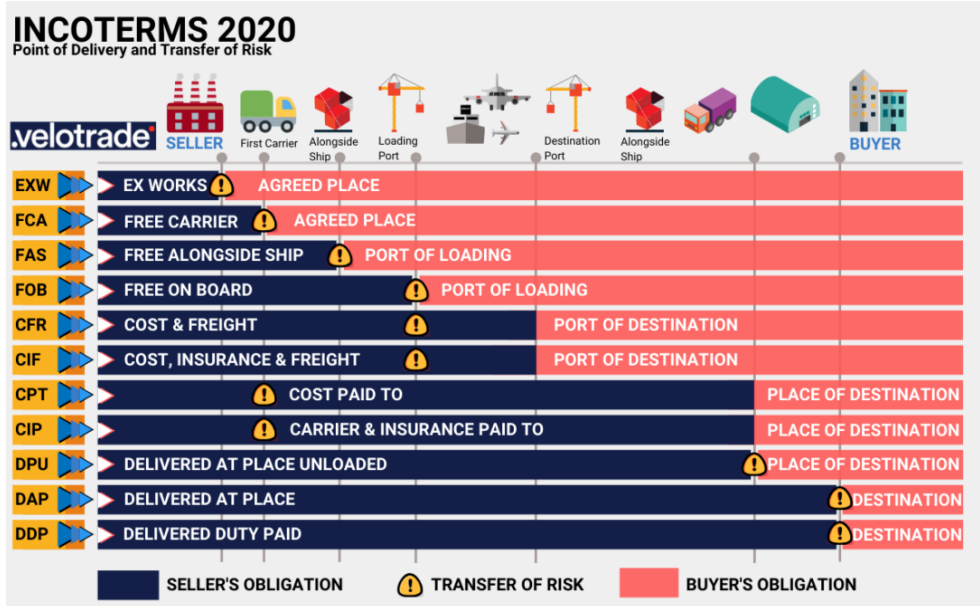 INCOTERMS 2020
Point of Delivery and Transfer of Risk
.velotrade
SELLER
First Carrier
Alongside
Ship
Loading
Port
Destination
Port
Alongside
Ship
BUYER
EXW EX WORKS ! AGREED PLACE
FCA FREE CARRIER ! AGREED PLACE
FAS FREE ALONGSIDE SHIP ! PORT OF LOADING
FOB FREE ON BOARD ! PORT OF LOADING
CFR COST & FREIGHT ! PORT OF DESTINATION
CIF COST, INSURANCE & FREIGHT ! PORT OF DESTINATION
CPT ! COST PAID TO PLACE OF DESTINATION
CIP ! CARRIER & INSURANCE PAID TO PLACE OF DESTINATION
DPU DELIVERED AT PLACE UNLOADED ! PLACE OF DESTINATION
DAP DELIVERED AT PLACE ! DESTINATION
DDP DELIVERED DUTY PAID ! DESTINATION
SELLER'S OBLIGATION ! TRANSFER OF RISK BUYER'S OBLIGATION